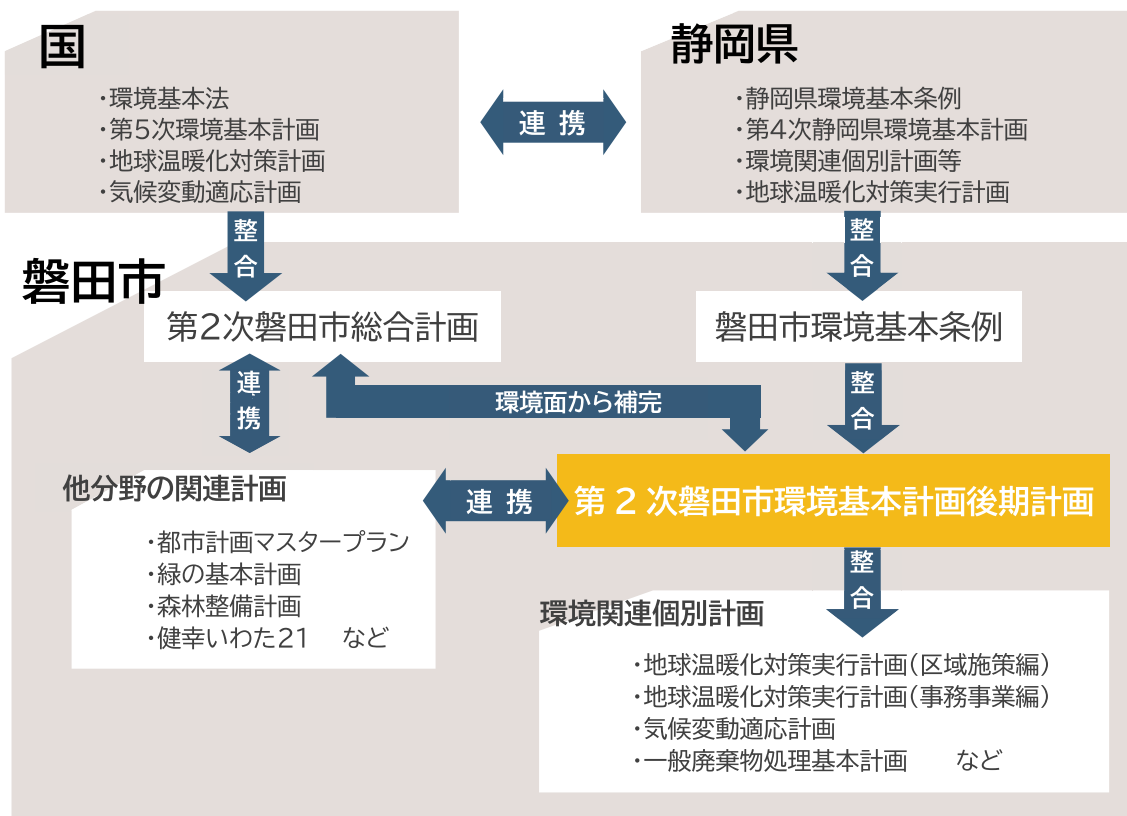 国
・環境基本法
・第5次環境基本計画
・地球温暖化対策計画
・気候変動適応計画
連携
静岡県
・静岡県環境基本条例
・第4次静岡県環境基本計画
・環境関連個別計画等
・地球温暖化対策実行計画
整合
整合
磐田市
第2次磐田市総合計画
磐田市環境基本条例
連携
環境面から補完
整合
他分野の関連計画
・都市計画マスタープラン
・緑の基本計画
・森林整備計画
・健幸いわた21 など
連携
第2次磐田市環境基本計画後期計画
整合
環境関連個別計画
・地球温暖化対策実行計画(区域施策編)
・地球温暖化対策実行計画(事務事業編)
・気候変動適応計画
・一般廃棄物処理基本計画 など